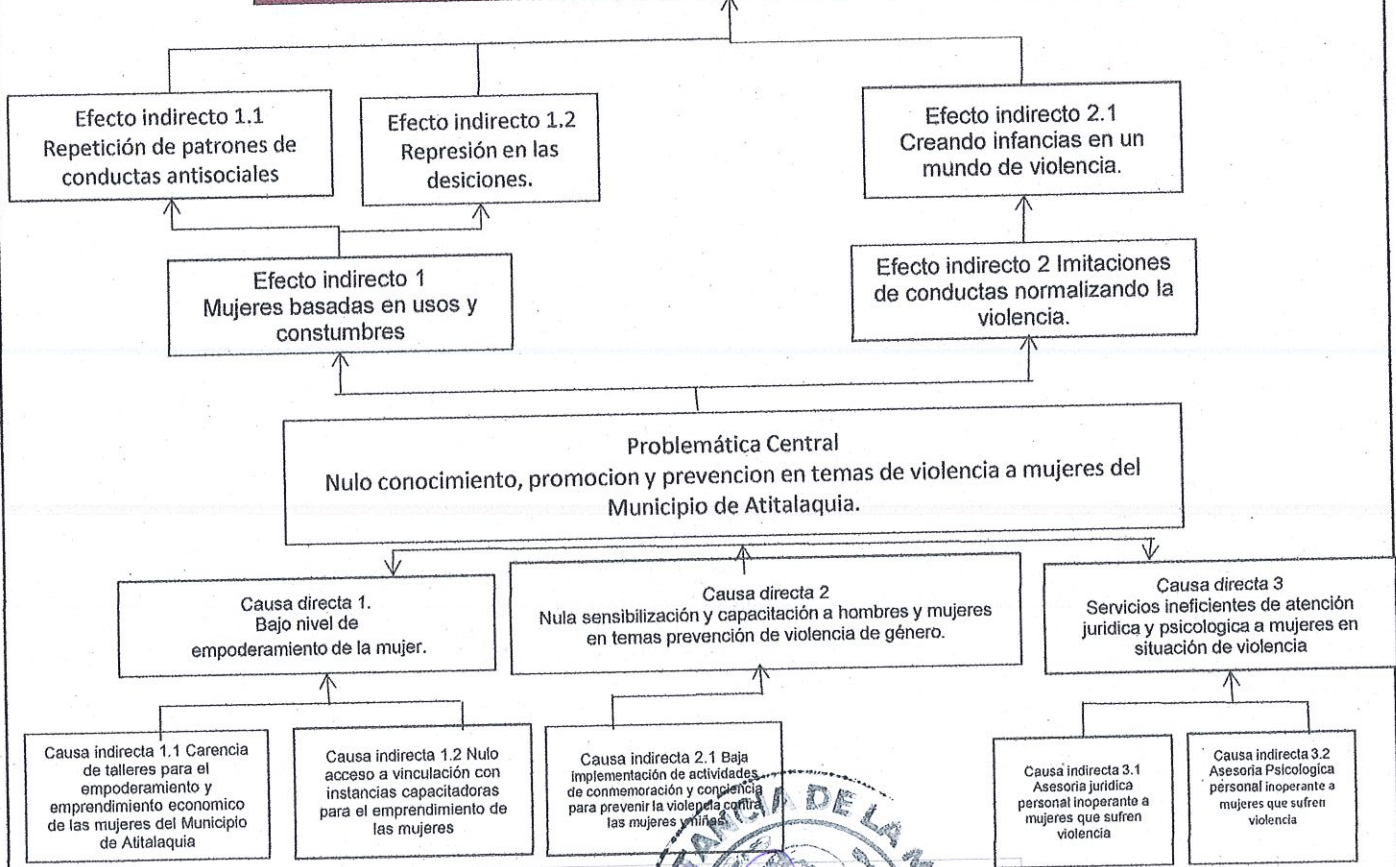 Efecto indirecto 1.1
Repetición de patrones de
conductas antisociales
Efecto indirecto 1.2
Represión en las
desiciones.
Efecto indirecto 2.1
Creando infancias en un
mundo de violencia.
Efecto indirecto 1
Mujeres basadas en usos y
constumbres
Efecto indirecto 2 Imitaciones
de conductas normalizando la
violencia.
Problemática Central
Nulo conocimiento, promocion y prevencion en temas de violencia a mujeres del
Municipio de Atitalaquia.
Causa directa 1.
Bajo nivel de
empoderamiento de la mujer.
Causa directa 2
Nula sensibilización y capacitación a hombres y mujeres
en temas prevención de violencia de género.
Causa directa 3
Servicios ineficientes de atención
juridica y psicologica a mujeres en
situación de violencia
Causa indirecta 1.1 Carencia
de talleres para el
empoderamiento y
emprendimiento economico
de las mujeres del Municipio
de Atitalaquia
Causa indirecta 1.2 Nulo
acceso a vinculación con
instancias capacitadoras
para el emprendimiento de
las mujeres
Causa indirecta 2.1 Baja
implementación de actividades
de conmemoración y conciencia
para prevenir la violencia contra
las mujeres y niñas
Causa indirecta 3.1
Asesoria juridica
personal inoperante a
mujeres que sufren
violencia
Causa indirecta 3.2
Asesoria Psicologica
personal inoperante a
mujeres que sufren
violencia
DE LA